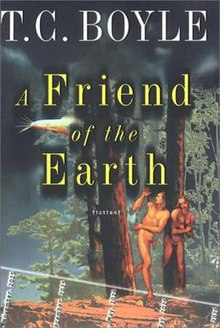 T.C. BOYLE
A Friend
of the
Earth
fiction?